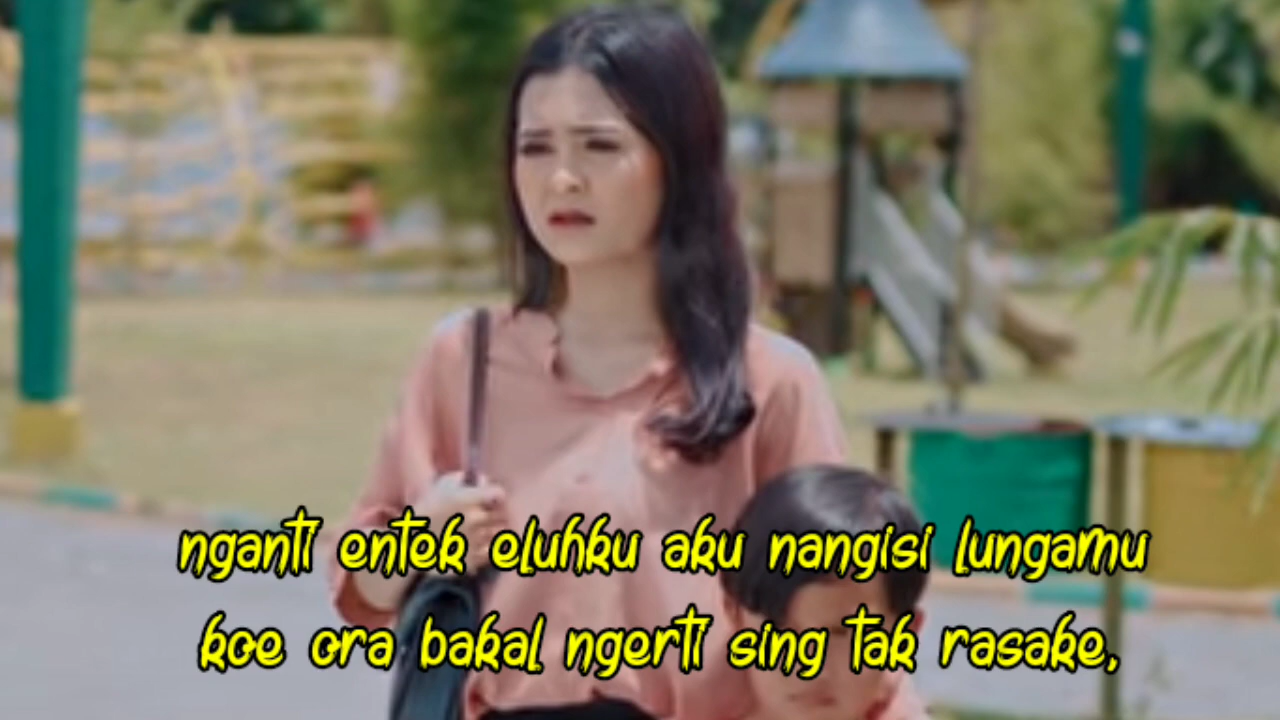 nganti entek eluhku aku nangisi lungamu
koe ora bakal ngerti sing tak rasake,